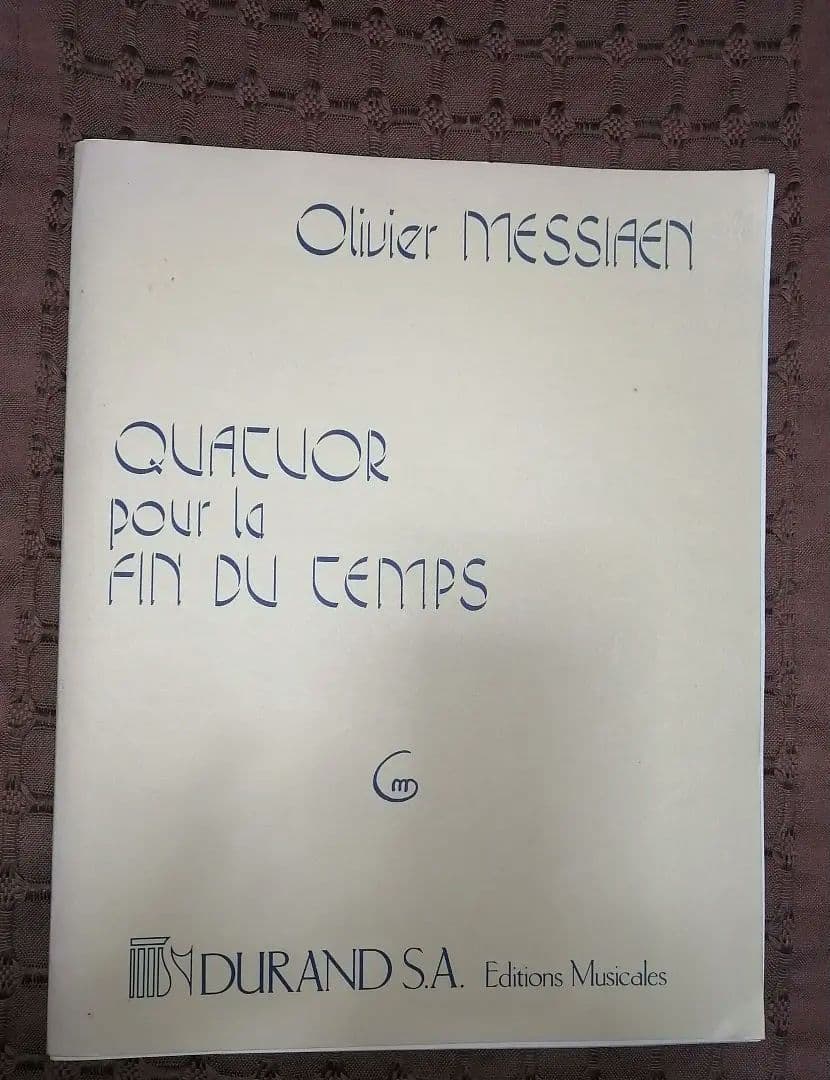 Olivier MESSIAEN
QUATUOR
pour la
FIN DU TEMPS
DURAND S.A. Editions Musicales